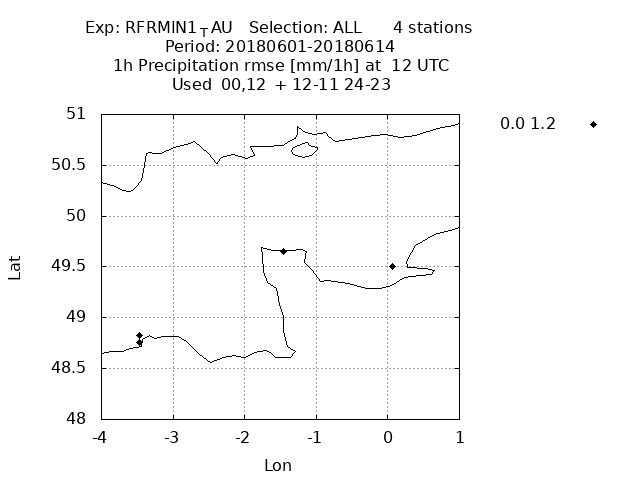 Exp: RFRMIN1_TAU   Selection: ALL      4 stations
Period: 20180601-20180614
1h Precipitation rmse [mm/1h] at  12 UTC
Used  00,12  + 12-11 24-23
51
50.5
50
49.5
49
48.5
48
-4 -3 -2 -1 0 1
Lat
Lon
0.0 1.2